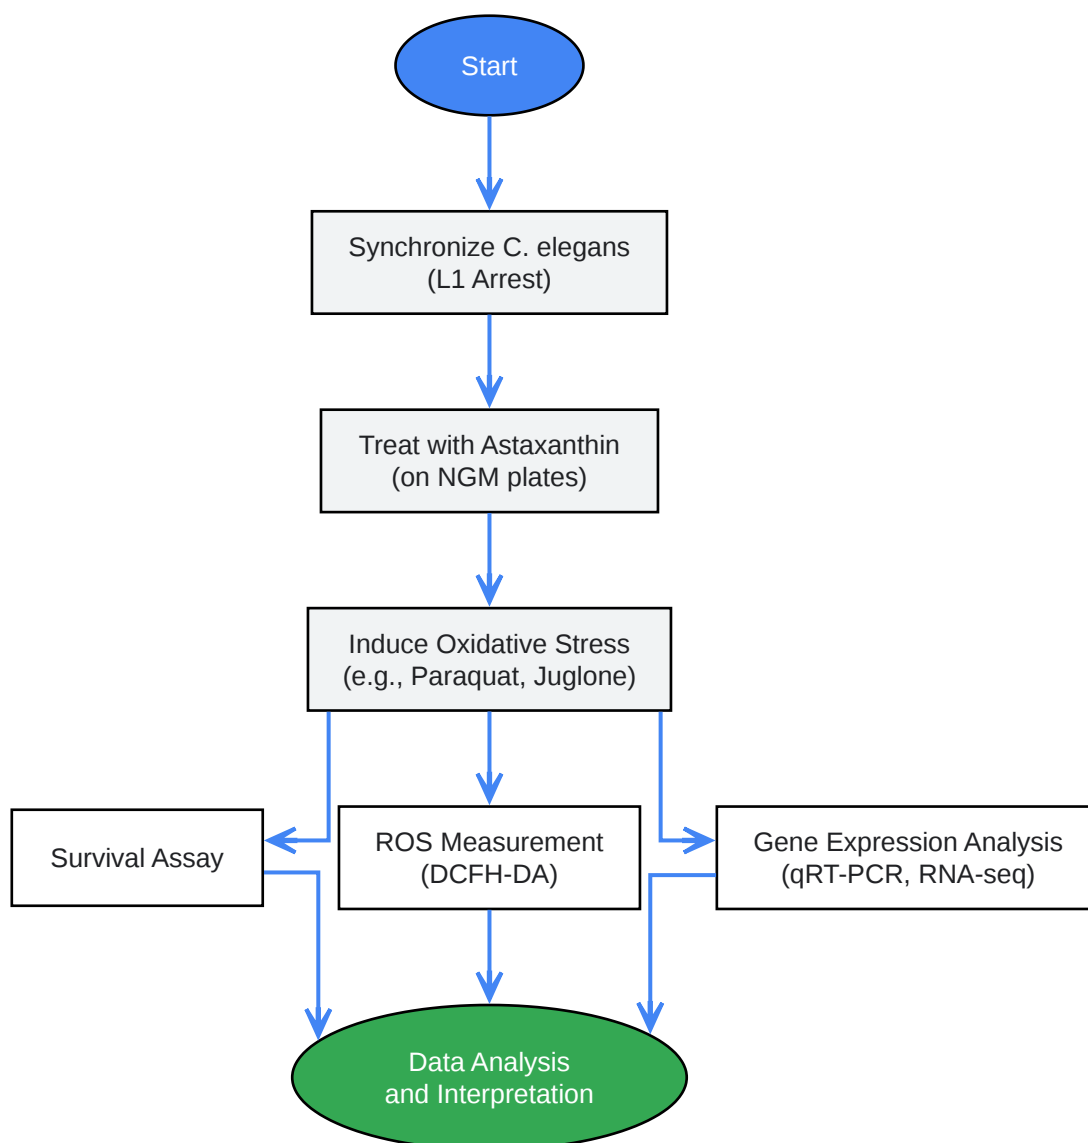 Start
Synchronize C. elegans
(L1 Arrest)
Treat with Astaxanthin
(on NGM plates)
Induce Oxidative Stress
(e.g., Paraquat, Juglone)
Survival Assay
ROS Measurement
(DCFH-DA)
Gene Expression Analysis
(qRT-PCR, RNA-seq)
Data Analysis
and Interpretation